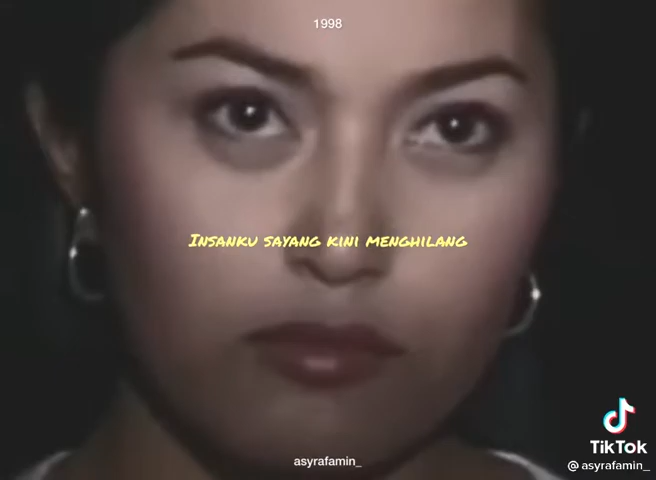 1998
Insanku sayang kini menghilang
asyrafamin_
TikTok
@asyrafamin_